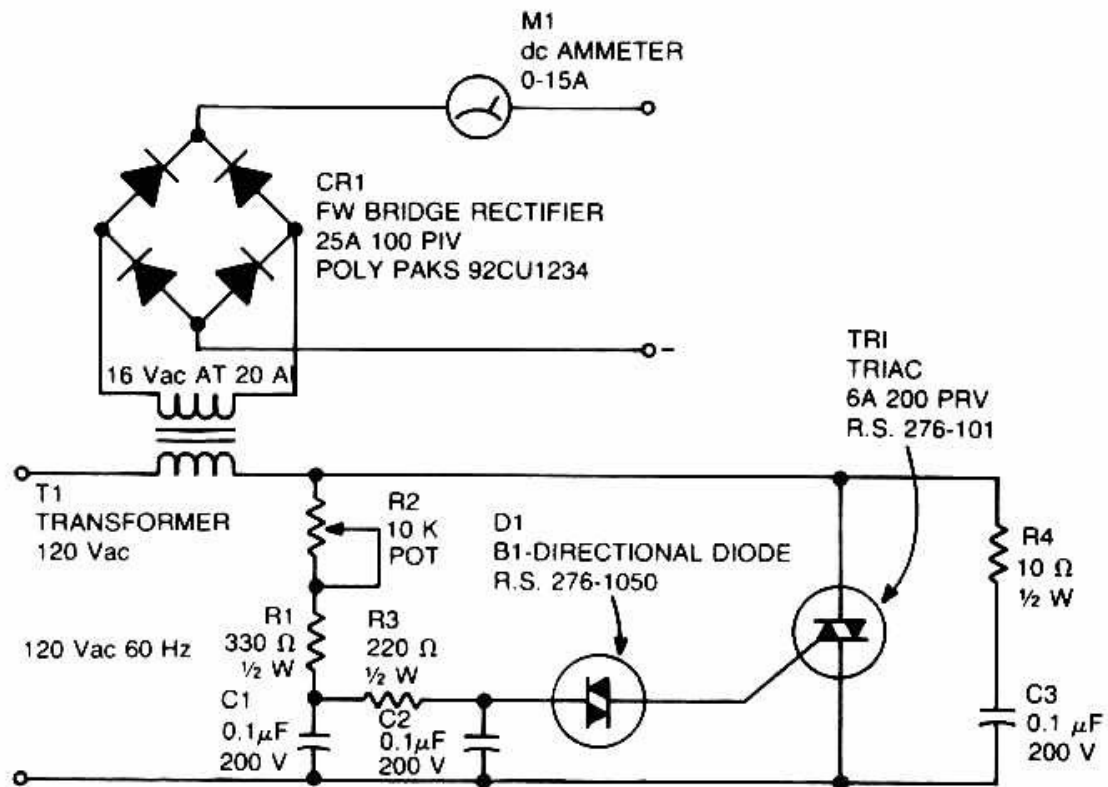 M1
dc AMMETER
0-15A
CR1
FW BRIDGE RECTIFIER
25A 100 PIV
POLY PAKS 92CU1234
-
16 Vac AT 20 A
TRI
TRIAC
6A 200 PRV
R.S. 276-101
T1
TRANSFORMER
120 Vac
R2
10 K
POT
D1
B1-DIRECTIONAL DIODE
R.S. 276-1050
R4
10 Ω
½ W
120 Vac 60 Hz
R1
330 Ω
½ W
R3
220 Ω
½ W
C1
0.1μF
200 V
C2
0.1μF
200 V
C3
0.1 μF
200 V